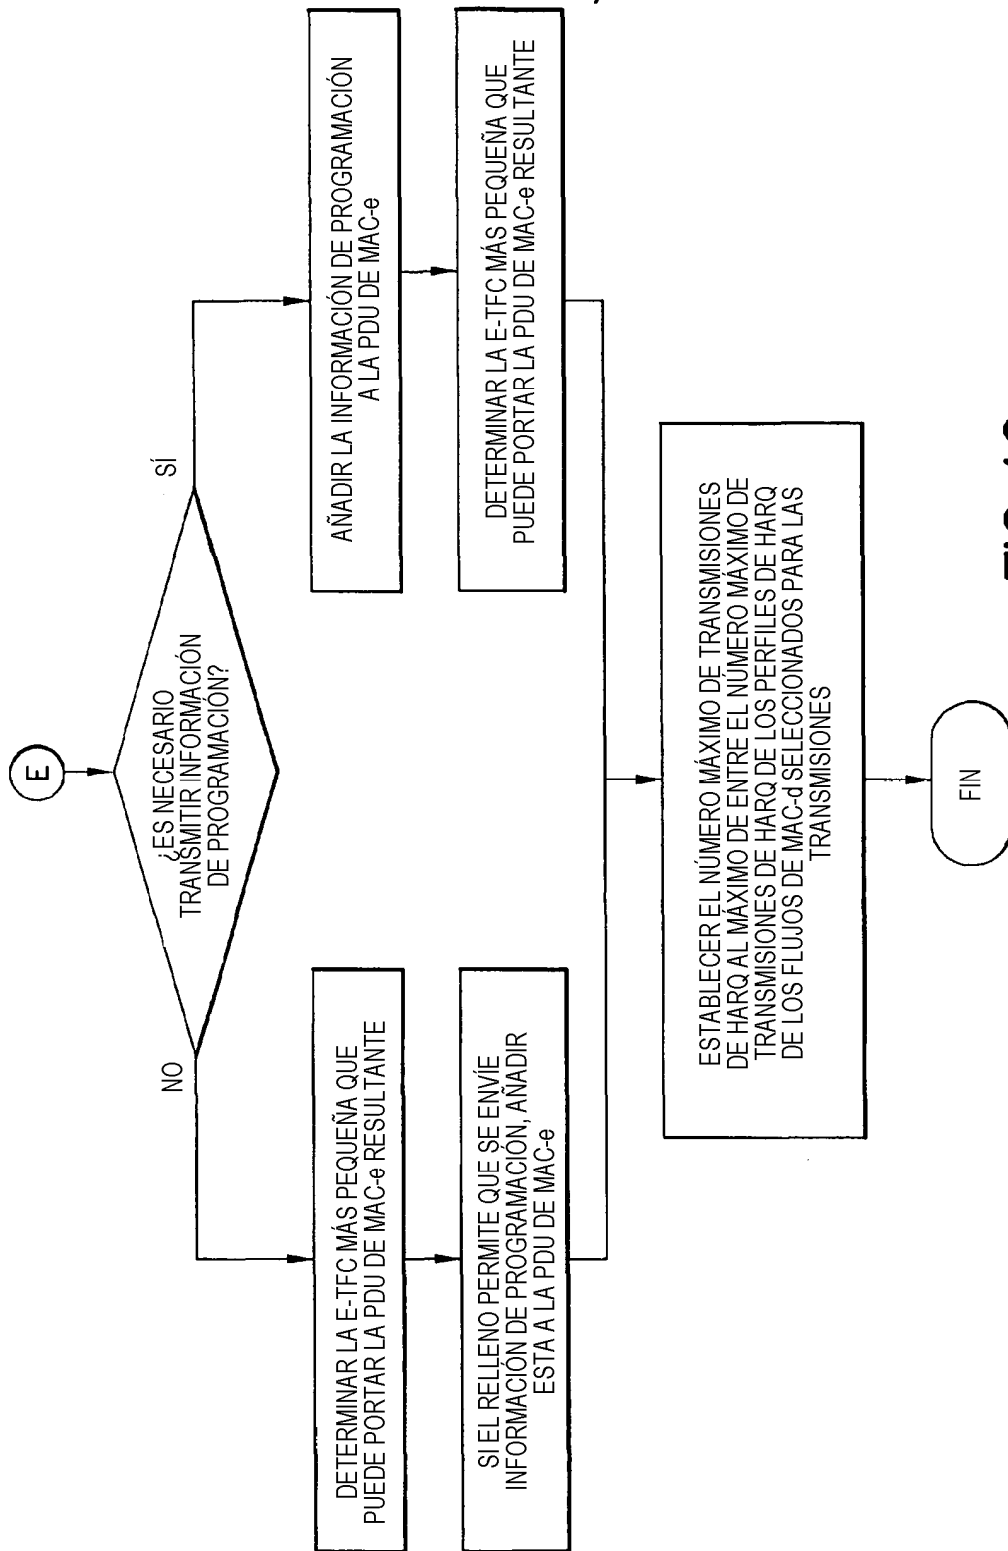 E
¿ES NECESARIO
TRANSMITIR INFORMACIÓN
DE PROGRAMACIÓN?
NO
SÍ
DETERMINAR LA E-TFC MÁS PEQUEÑA QUE
PUEDE PORTAR LA PDU DE MAC-e RESULTANTE
SI EL RELLENO PERMITE QUE SE ENVÍE
INFORMACIÓN DE PROGRAMACIÓN, AÑADIR
ESTA A LA PDU DE MAC-e
AÑADIR LA INFORMACIÓN DE PROGRAMACIÓN
A LA PDU DE MAC-e
DETERMINAR LA E-TFC MÁS PEQUEÑA QUE
PUEDE PORTAR LA PDU DE MAC-e RESULTANTE
ESTABLECER EL NÚMERO MÁXIMO DE TRANSMISIONES
DE HARQ AL MÁXIMO DE ENTRE EL NÚMERO MÁXIMO DE
TRANSMISIONES DE HARQ DE LOS PERFILES DE HARQ
DE LOS FLUJOS DE MAC-d SELECCIONADOS PARA LAS
TRANSMISIONES
FIN